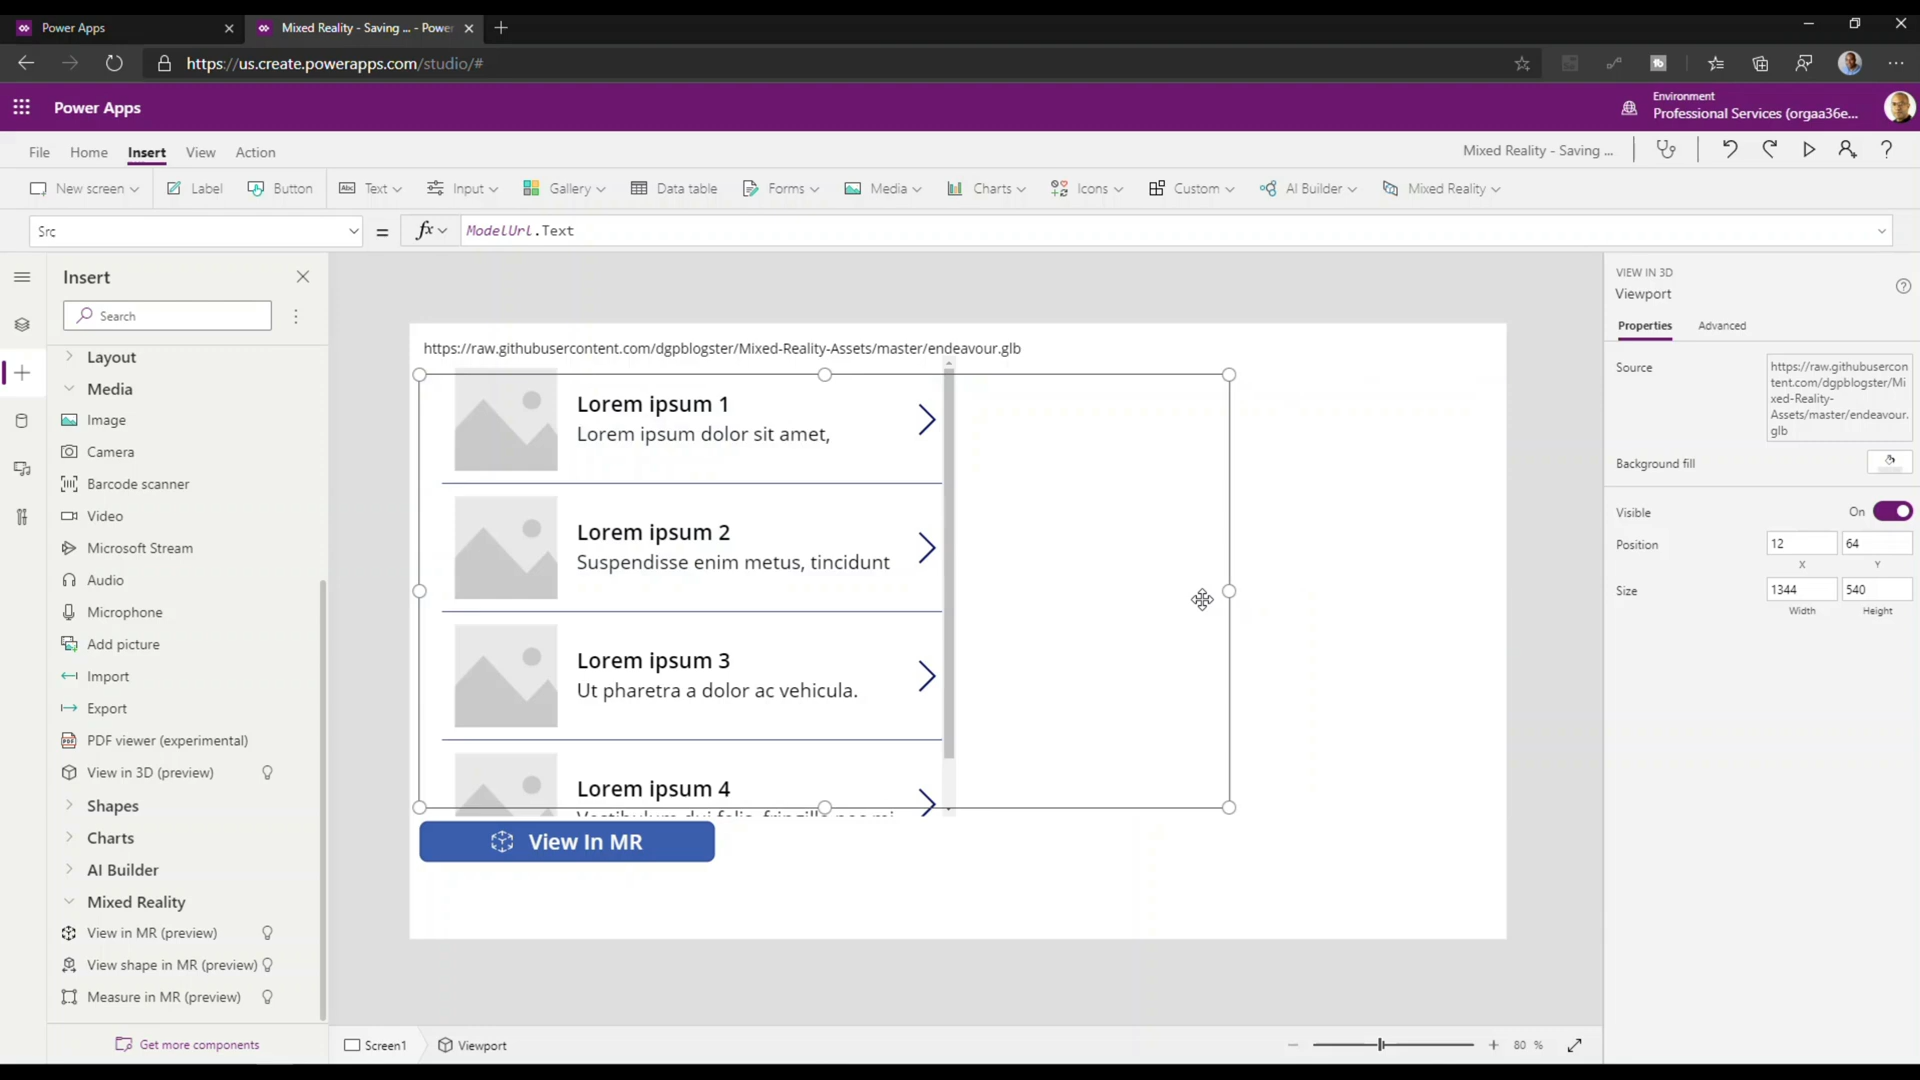 Power Apps
Mixed Reality - Saving ... - Power
https://us.create.powerapps.com/studio/#
Power Apps
Environment
Professional Services (orgaa36e...
File Home Insert View Action
Mixed Reality - Saving ...
New screen Label Button Text Input Gallery Data table Forms Media Charts Icons Custom AI Builder Mixed Reality
Src = fx ModelUrl.Text
Insert
Search
Layout
Media
Image
Camera
Barcode scanner
Video
Microsoft Stream
Audio
Microphone
Add picture
Import
Export
PDF viewer (experimental)
View in 3D (preview)
Shapes
Charts
AI Builder
Mixed Reality
View in MR (preview)
View shape in MR (preview)
Measure in MR (preview)
Get more components
https://raw.githubusercontent.com/dgpblogster/Mixed-Reality-Assets/master/endeavour.glb
Lorem ipsum 1
Lorem ipsum dolor sit amet,
Lorem ipsum 2
Suspendisse enim metus, tincidunt
Lorem ipsum 3
Ut pharetra a dolor ac vehicula.
Lorem ipsum 4
View In MR
Screen1 Viewport
80 %
VIEW IN 3D
Viewport
Properties Advanced
Source
https://raw.githubusercon
tent.com/dgpblogster/Mi
xed-Reality-
Assets/master/endeavour.
glb
Background fill
Visible On
Position 12 64
X Y
Size 1344 540
Width Height